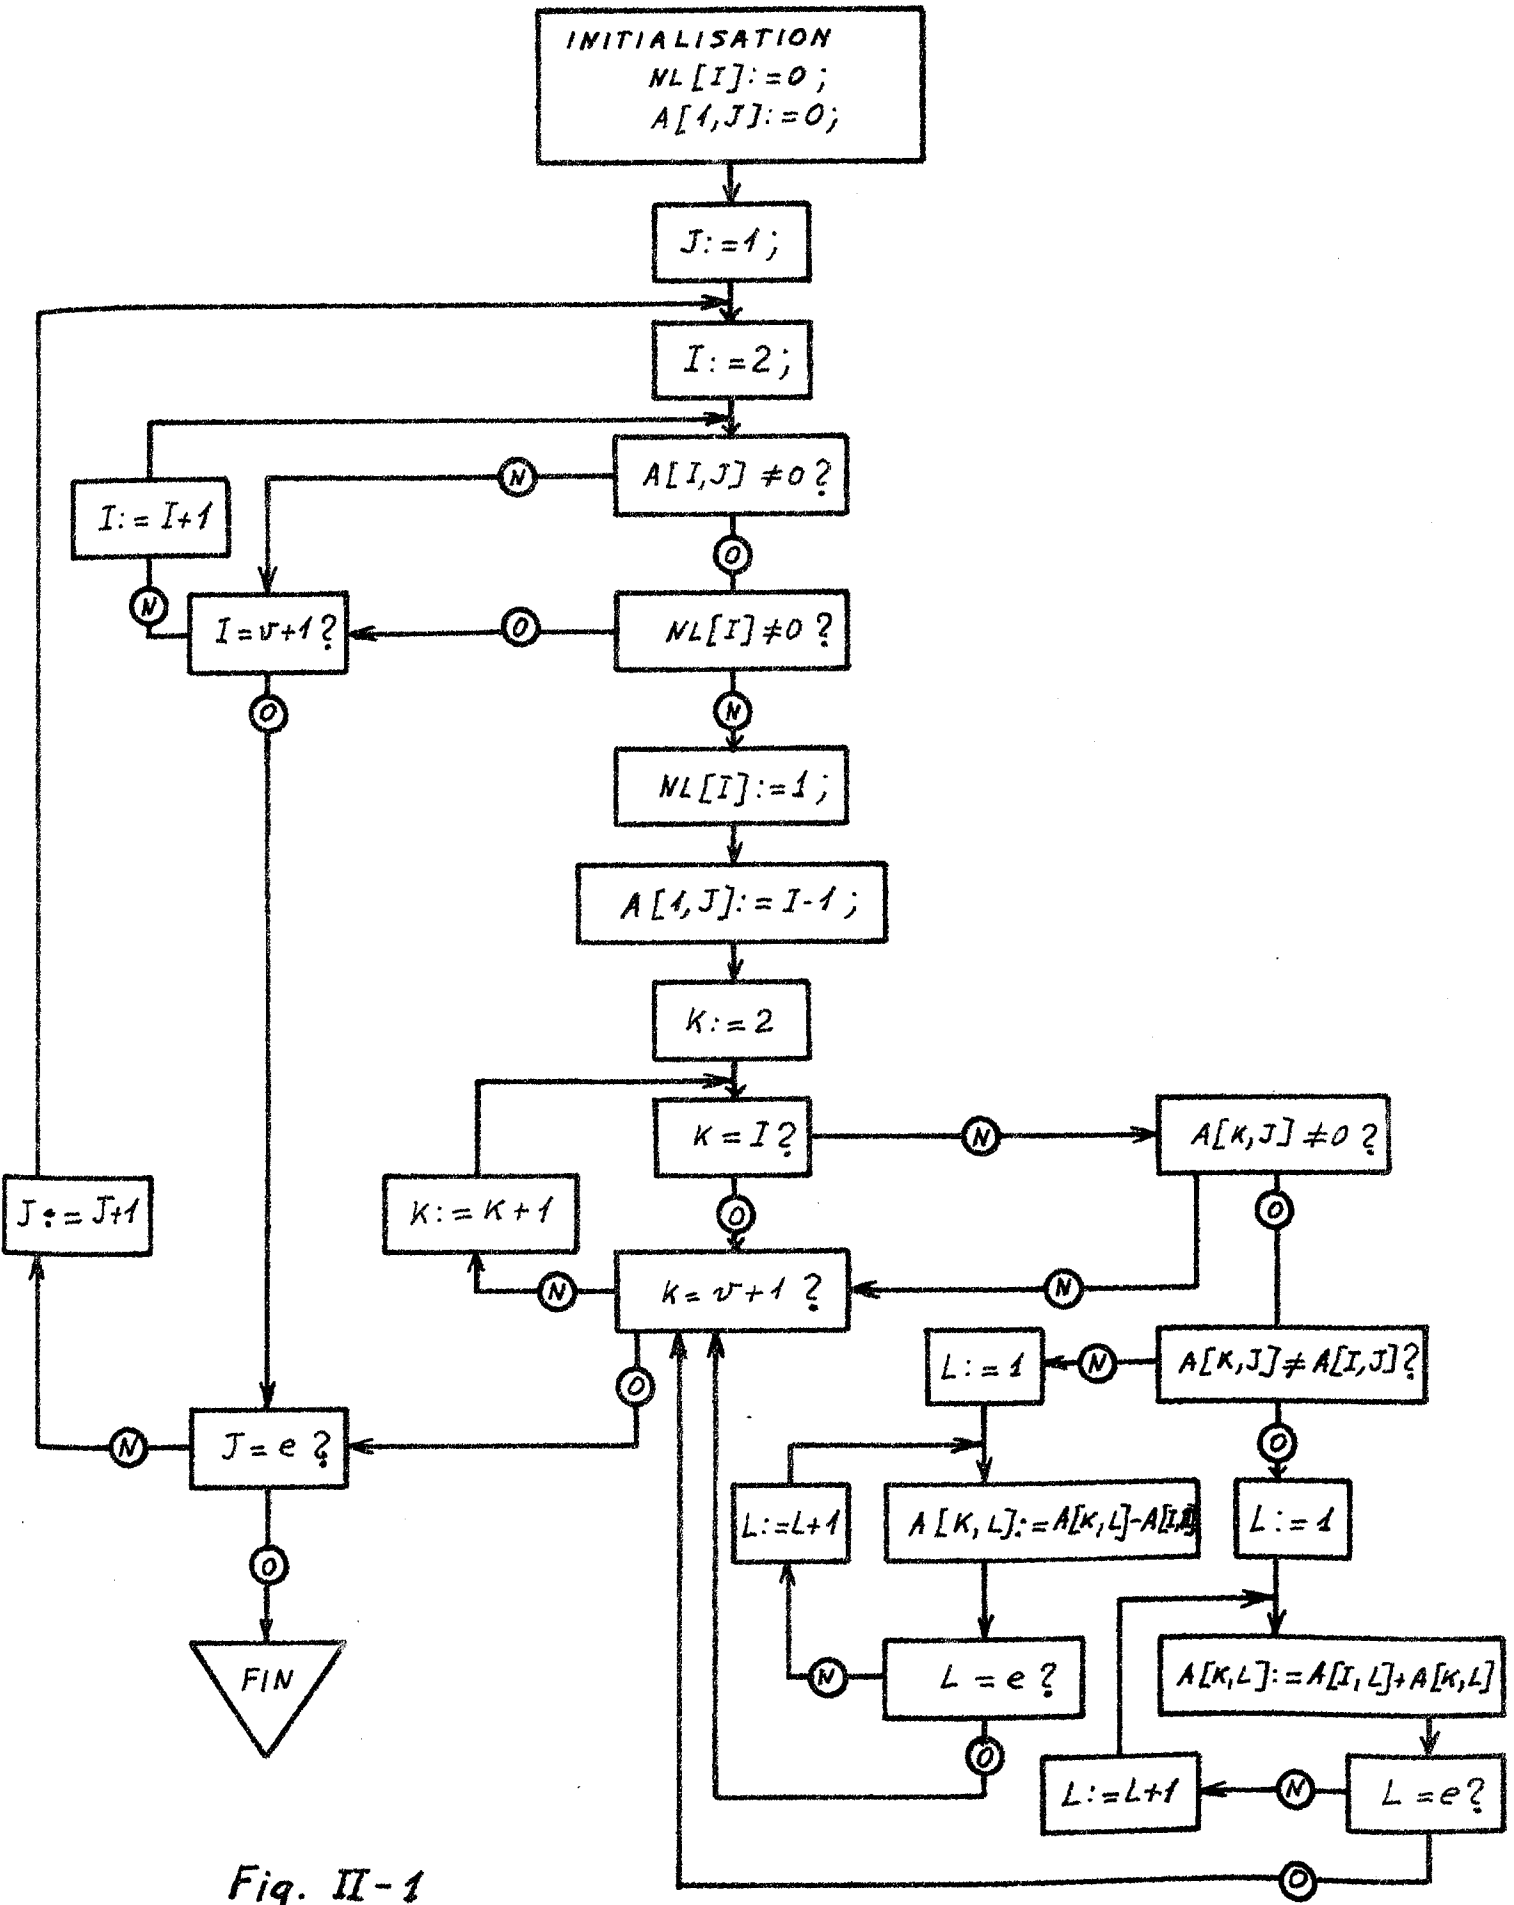 INITIALISATION
NL[I]:=0;
A[1,J]:=0;
J:=1;
I:=2;
A[I,J]≠0?
N
I:=I+1
O
N
I=v+1?
O
NL[I]≠0?
O
N
NL[I]:=1;
A[1,J]:=I-1;
K:=2
K=I?
N
A[K,J]≠0?
J:=J+1
K:=K+1
O
O
N
K=v+1?
N
O
L:=1
N
A[K,J]≠A[I,J]?
N
J=e?
O
L:=L+1
A[K,L]:=A[K,L]-A[I,
L:=1
O
FIN
N
L=e?
A[K,L]:=A[I,L]+A[K,L]
O
L:=L+1
N
L=e?
O
Fig. II-1